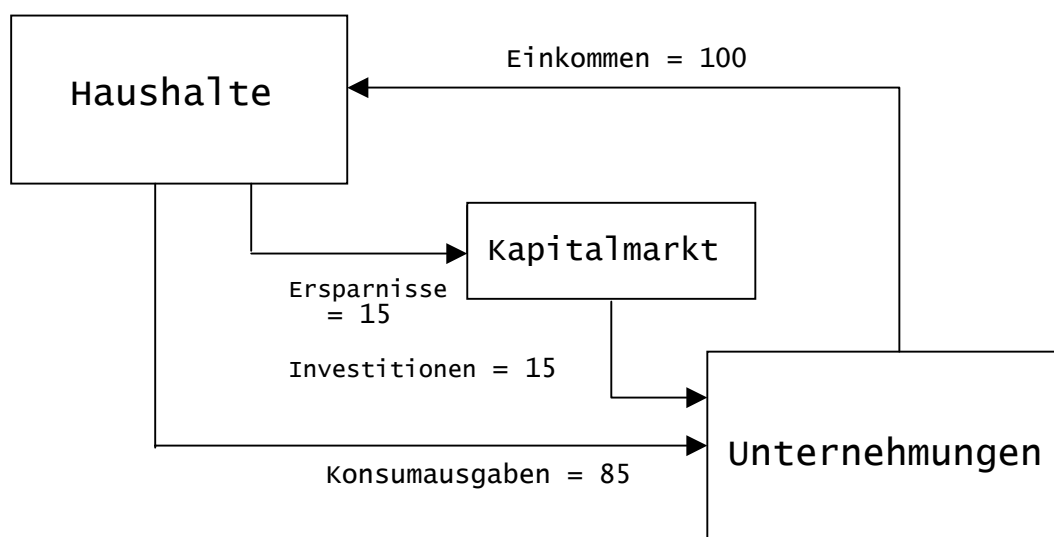 Einkommen = 100
Haushalte
Kapitalmarkt
Ersparnisse
= 15
Investitionen = 15
Unternehmungen
Konsumausgaben = 85